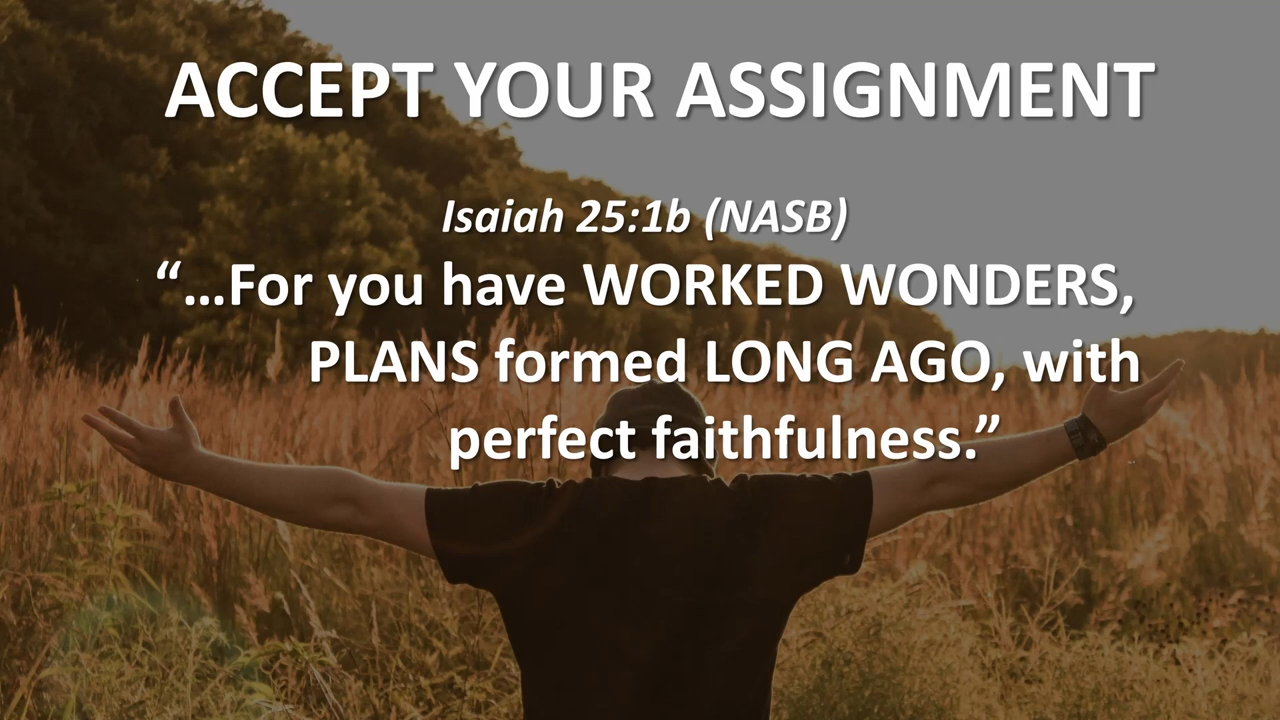 ACCEPT YOUR ASSIGNMENT
Isaiah 25:1b (NASB)
“...For you have WORKED WONDERS,
PLANS formed LONG AGO, with
perfect faithfulness.”